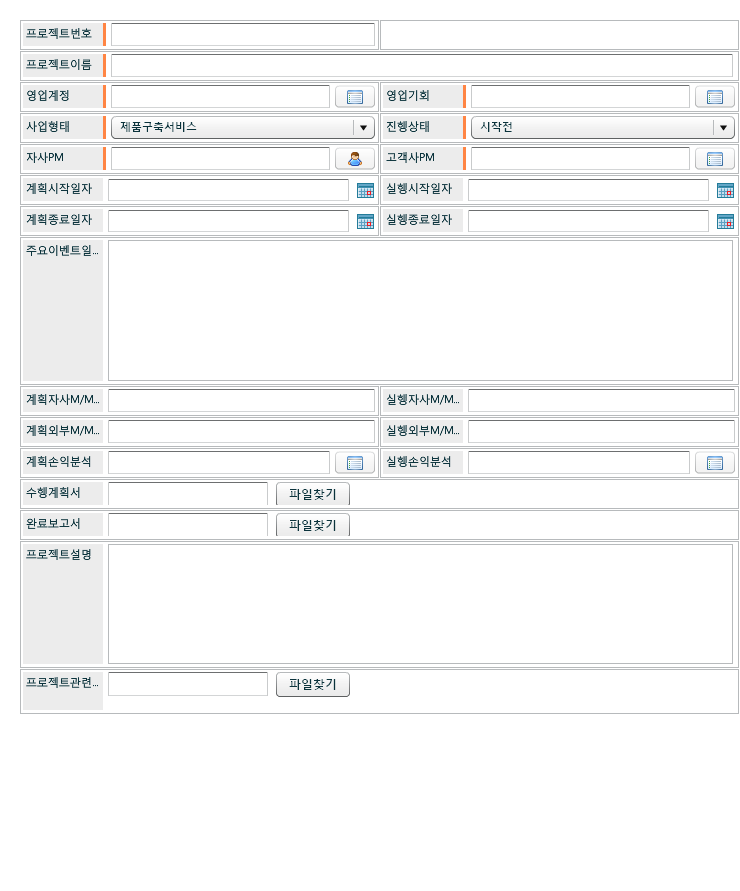 프로젝트번호
프로젝트이름
영업계정 영업기회
사업형태 제품구축서비스 진행상태 시작전
자사PM 고객사PM
계획시작일자 실행시작일자
계획종료일자 실행종료일자
주요이벤트일...
계획자사M/M... 실행자사M/M...
계획외부M/M... 실행외부M/M...
계획손익분석 실행손익분석
수행계획서 파일찾기
완료보고서 파일찾기
프로젝트설명
프로젝트관련... 파일찾기